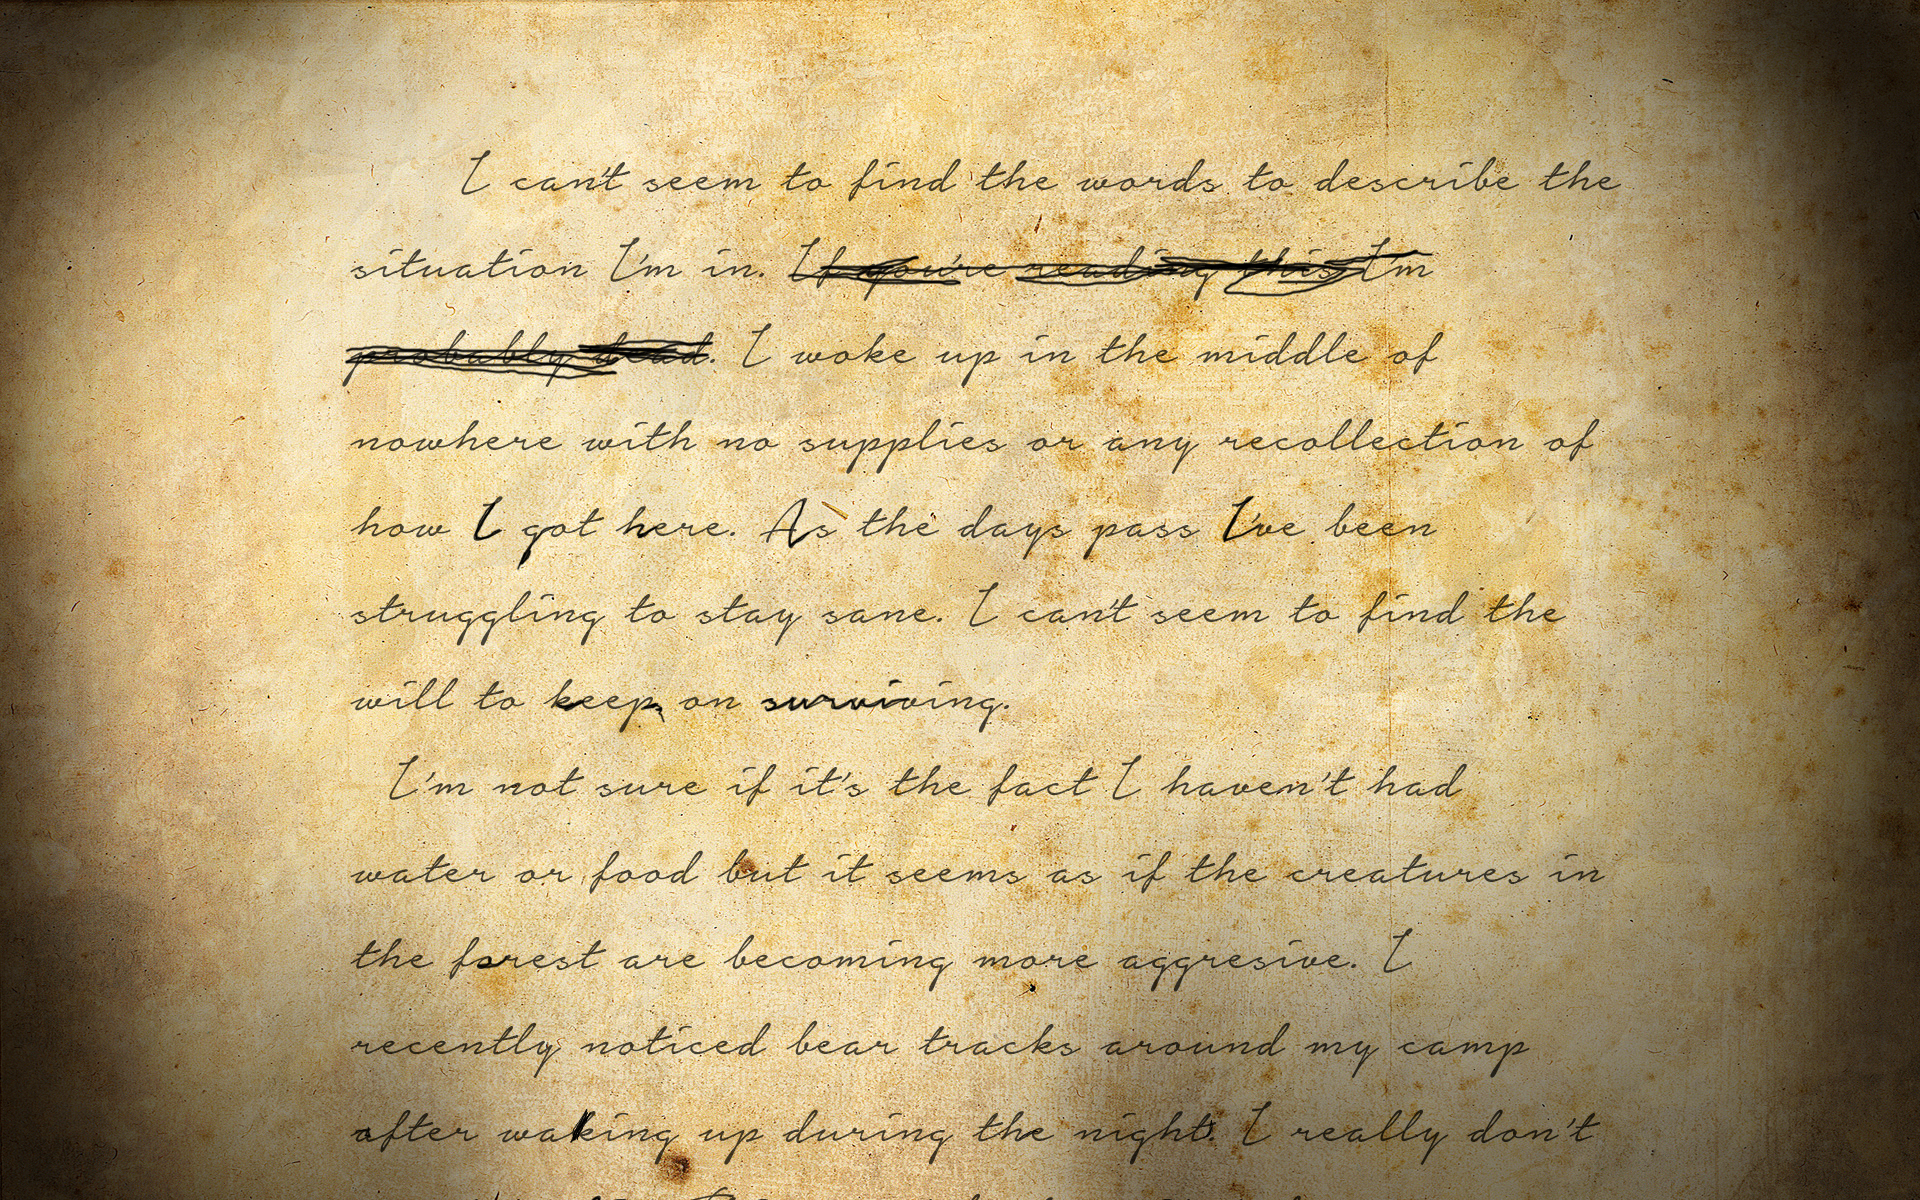 I can't seem to find the words to describe the
situation I'm in. If you're reading this I'm
probably dead. I woke up in the middle of
nowhere with no supplies or any recollection of
how I got here. As the days pass I've been
struggling to stay sane. I can't seem to find the
will to keep on surviving.
I'm not sure if it's the fact I haven't had
water or food but it seems as if the creatures in
the forest are becoming more aggresive. I
recently noticed bear tracks around my camp
after waking up during the night. I really don't